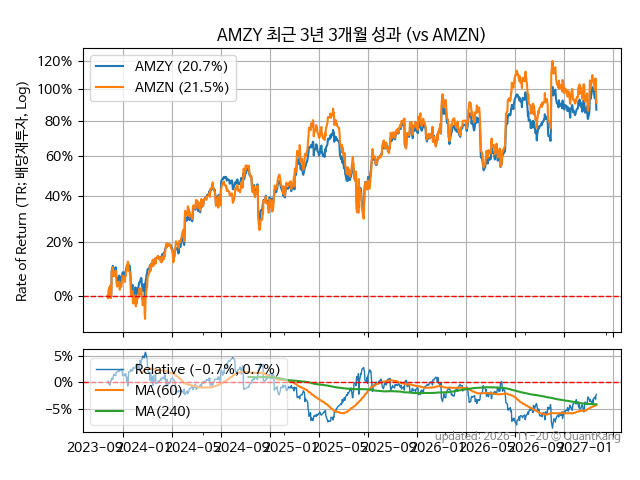 AMZY 최근 3년 3개월 성과 (vs AMZN)
Rate of Return (TR: 배당재투자, Log)
120%
100%
80%
60%
40%
20%
0%
AMZY (20.7%)
AMZN (21.5%)
5%
0%
−5%
Relative (−0.7%, 0.7%)
MA(60)
MA(240)
2023−09
2024−01
2024−05
2024−09
2025−01
2025−05
2025−09
2026−01
2026−05
2026−09
2027−01
updated: 2026−11−20 © QuantKang